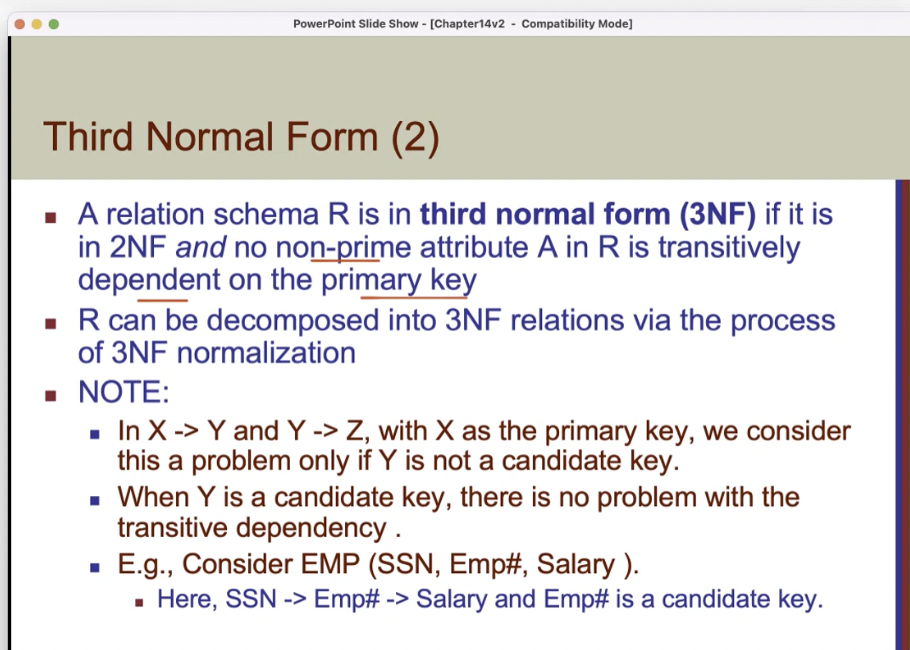 PowerPoint Slide Show - [Chapter14v2 - Compatibility Mode]
Third Normal Form (2)
A relation schema R is in third normal form (3NF) if it is
in 2NF and no non-prime attribute A in R is transitively
dependent on the primary key
R can be decomposed into 3NF relations via the process
of 3NF normalization
NOTE:
In X -> Y and Y -> Z, with X as the primary key, we consider
this a problem only if Y is not a candidate key.
When Y is a candidate key, there is no problem with the
transitive dependency .
E.g., Consider EMP (SSN, Emp#, Salary ).
Here, SSN -> Emp# -> Salary and Emp# is a candidate key.